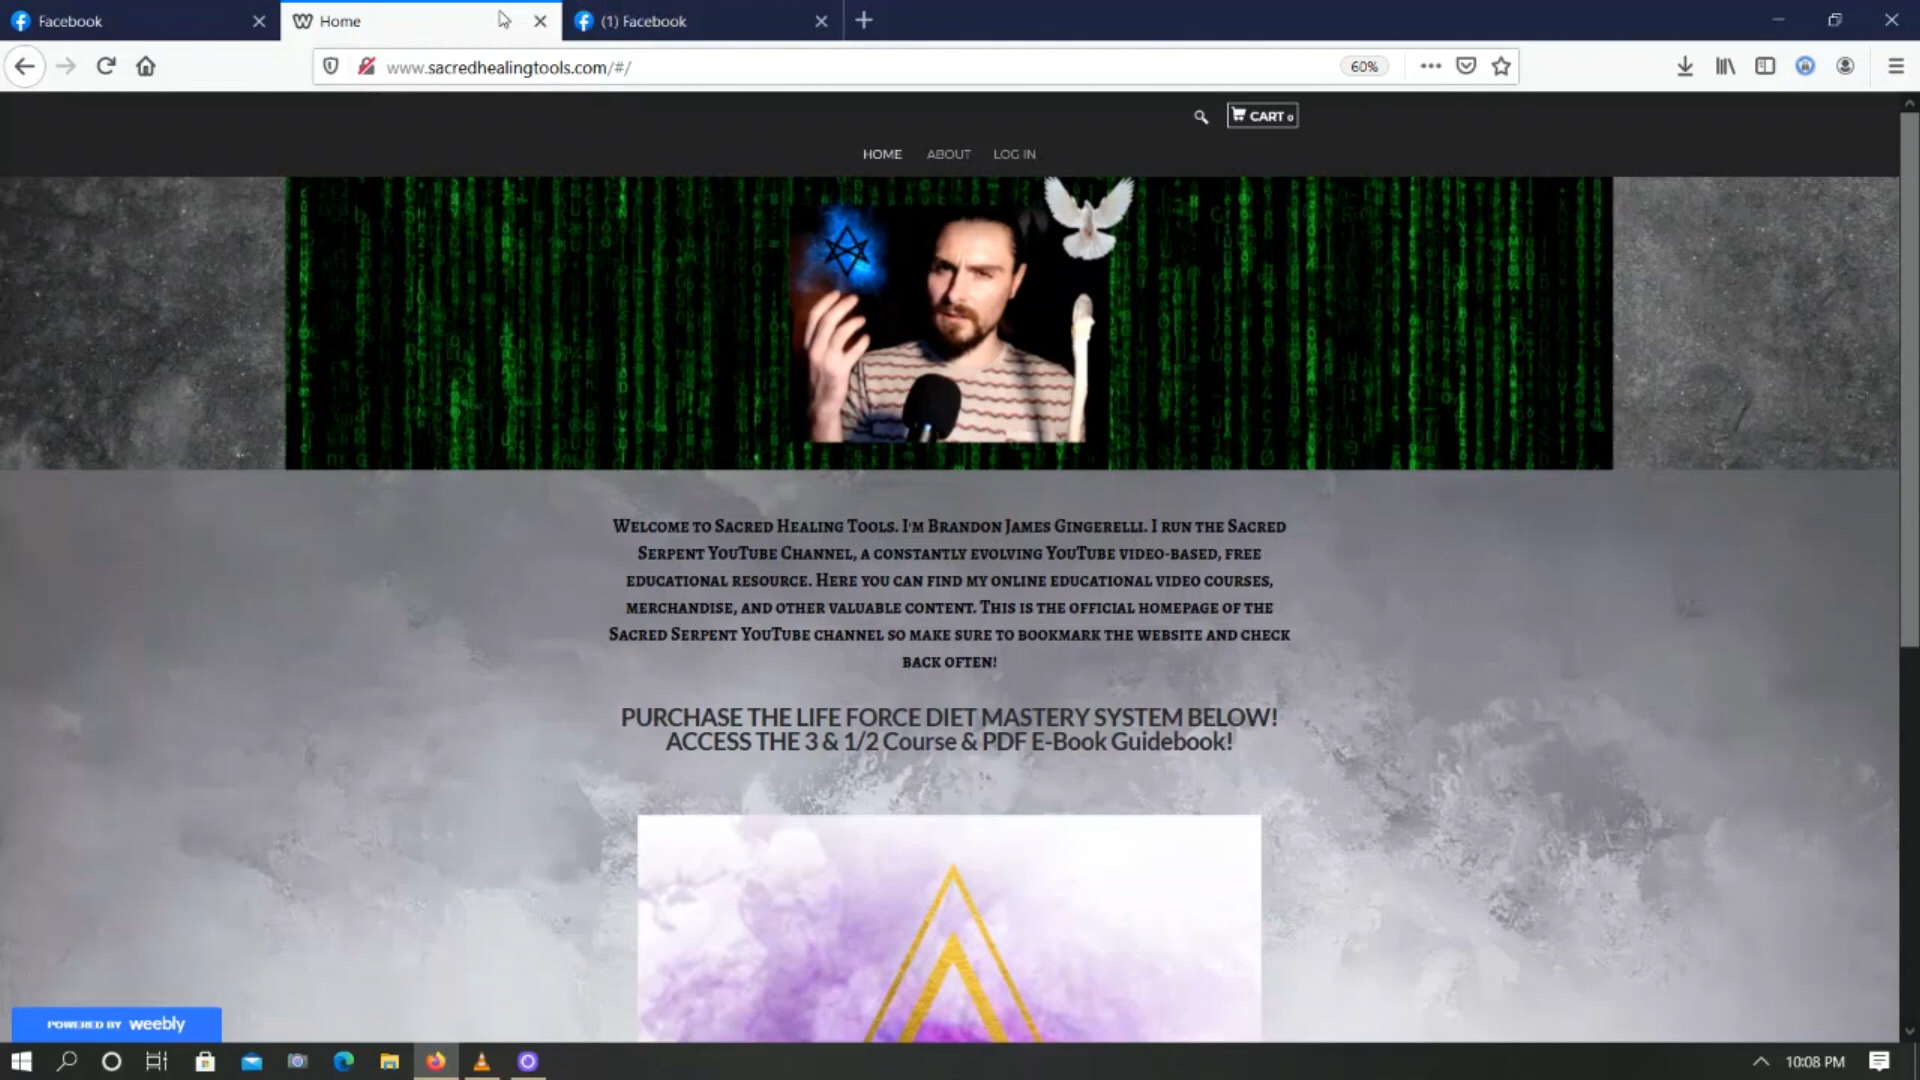 Facebook
Home
(1) Facebook
www.sacredhealingtools.com/#/
60%
CART 0
HOME ABOUT LOG IN
Welcome to Sacred Healing Tools. I'm Brandon James Gingerelli. I run the Sacred
Serpent YouTube Channel, a constantly evolving YouTube video-based, free
educational resource. Here you can find my online educational video courses,
merchandise, and other valuable content. This is the official homepage of the
Sacred Serpent YouTube channel so make sure to bookmark the website and check
back often!
PURCHASE THE LIFE FORCE DIET MASTERY SYSTEM BELOW!
ACCESS THE 3 & 1/2 Course & PDF E-Book Guidebook!
POWERED BY weebly
10:08 PM